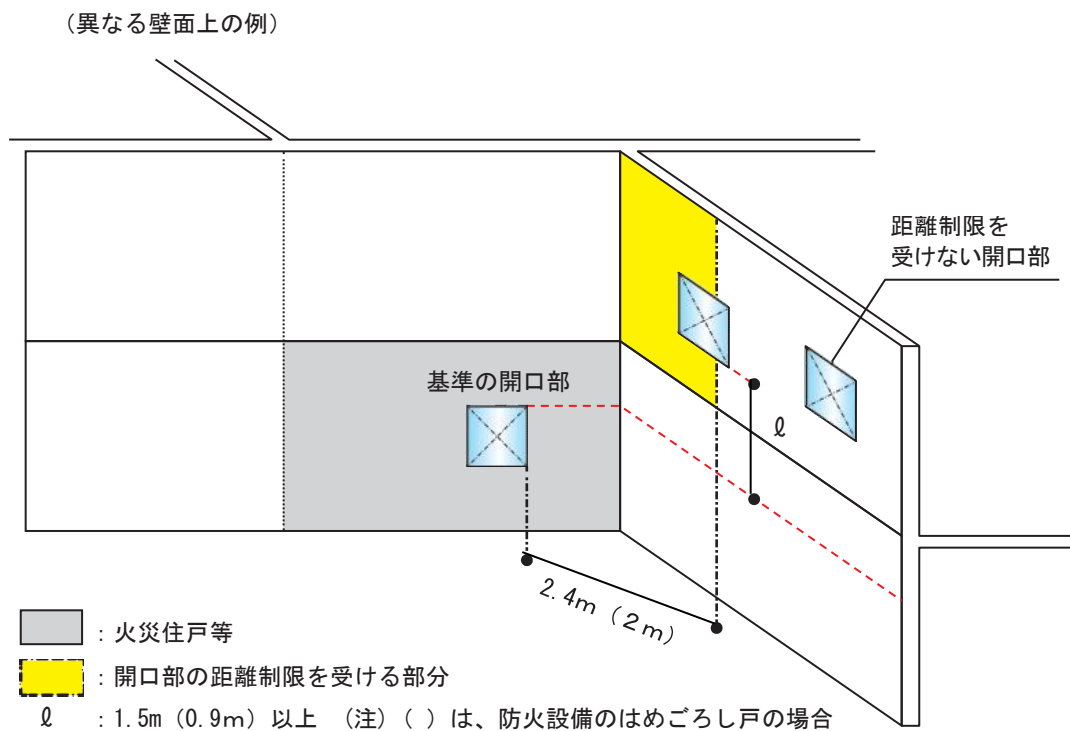 （異なる壁面上の例）
距離制限を
受けない開口部
基準の開口部
ℓ
2.4m（2m）
：火災住戸等
：開口部の距離制限を受ける部分
ℓ ：1.5m（0.9m）以上 （注）（ ）は、防火設備のはめごろし戸の場合